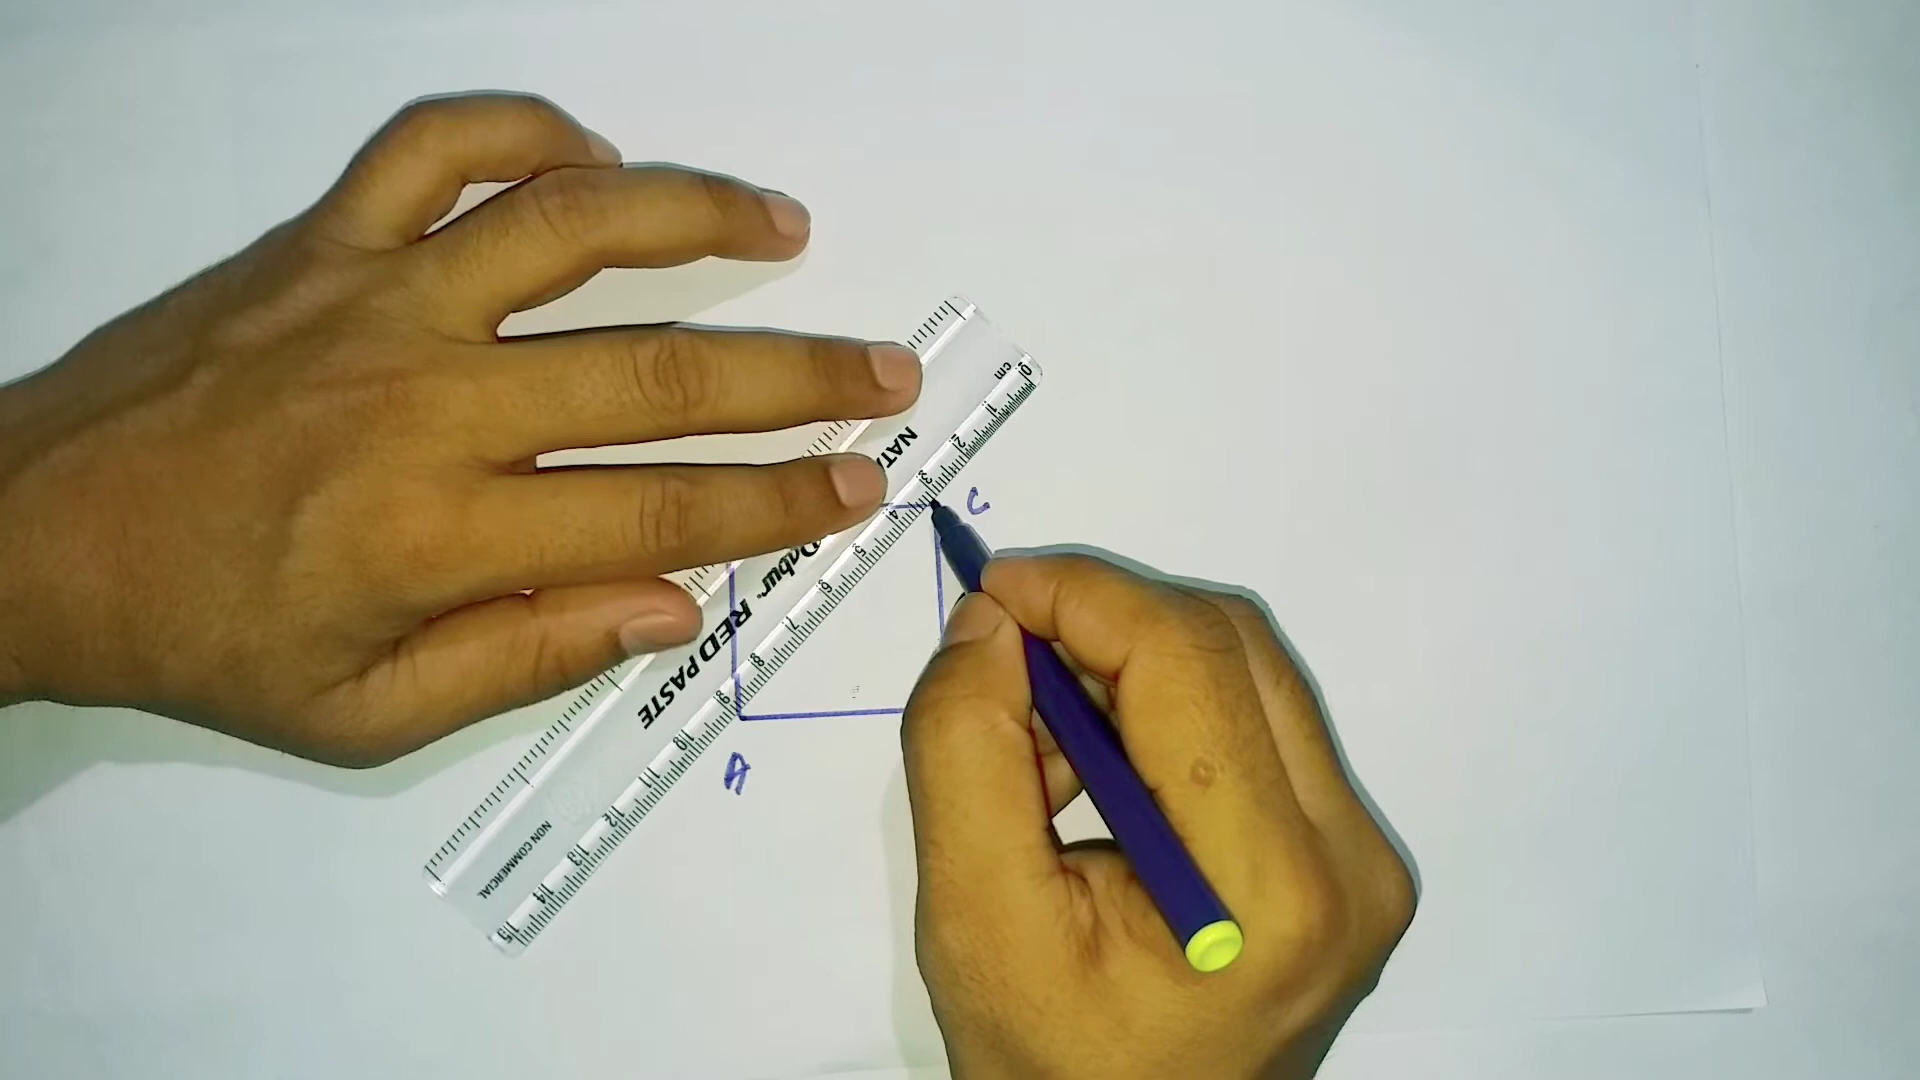 0 1 2 3 4 5 6 7 8 9 10 11 12 13 14 15
cm
NATA
Dabur RED PASTE
NON COMMERCIAL
C
A